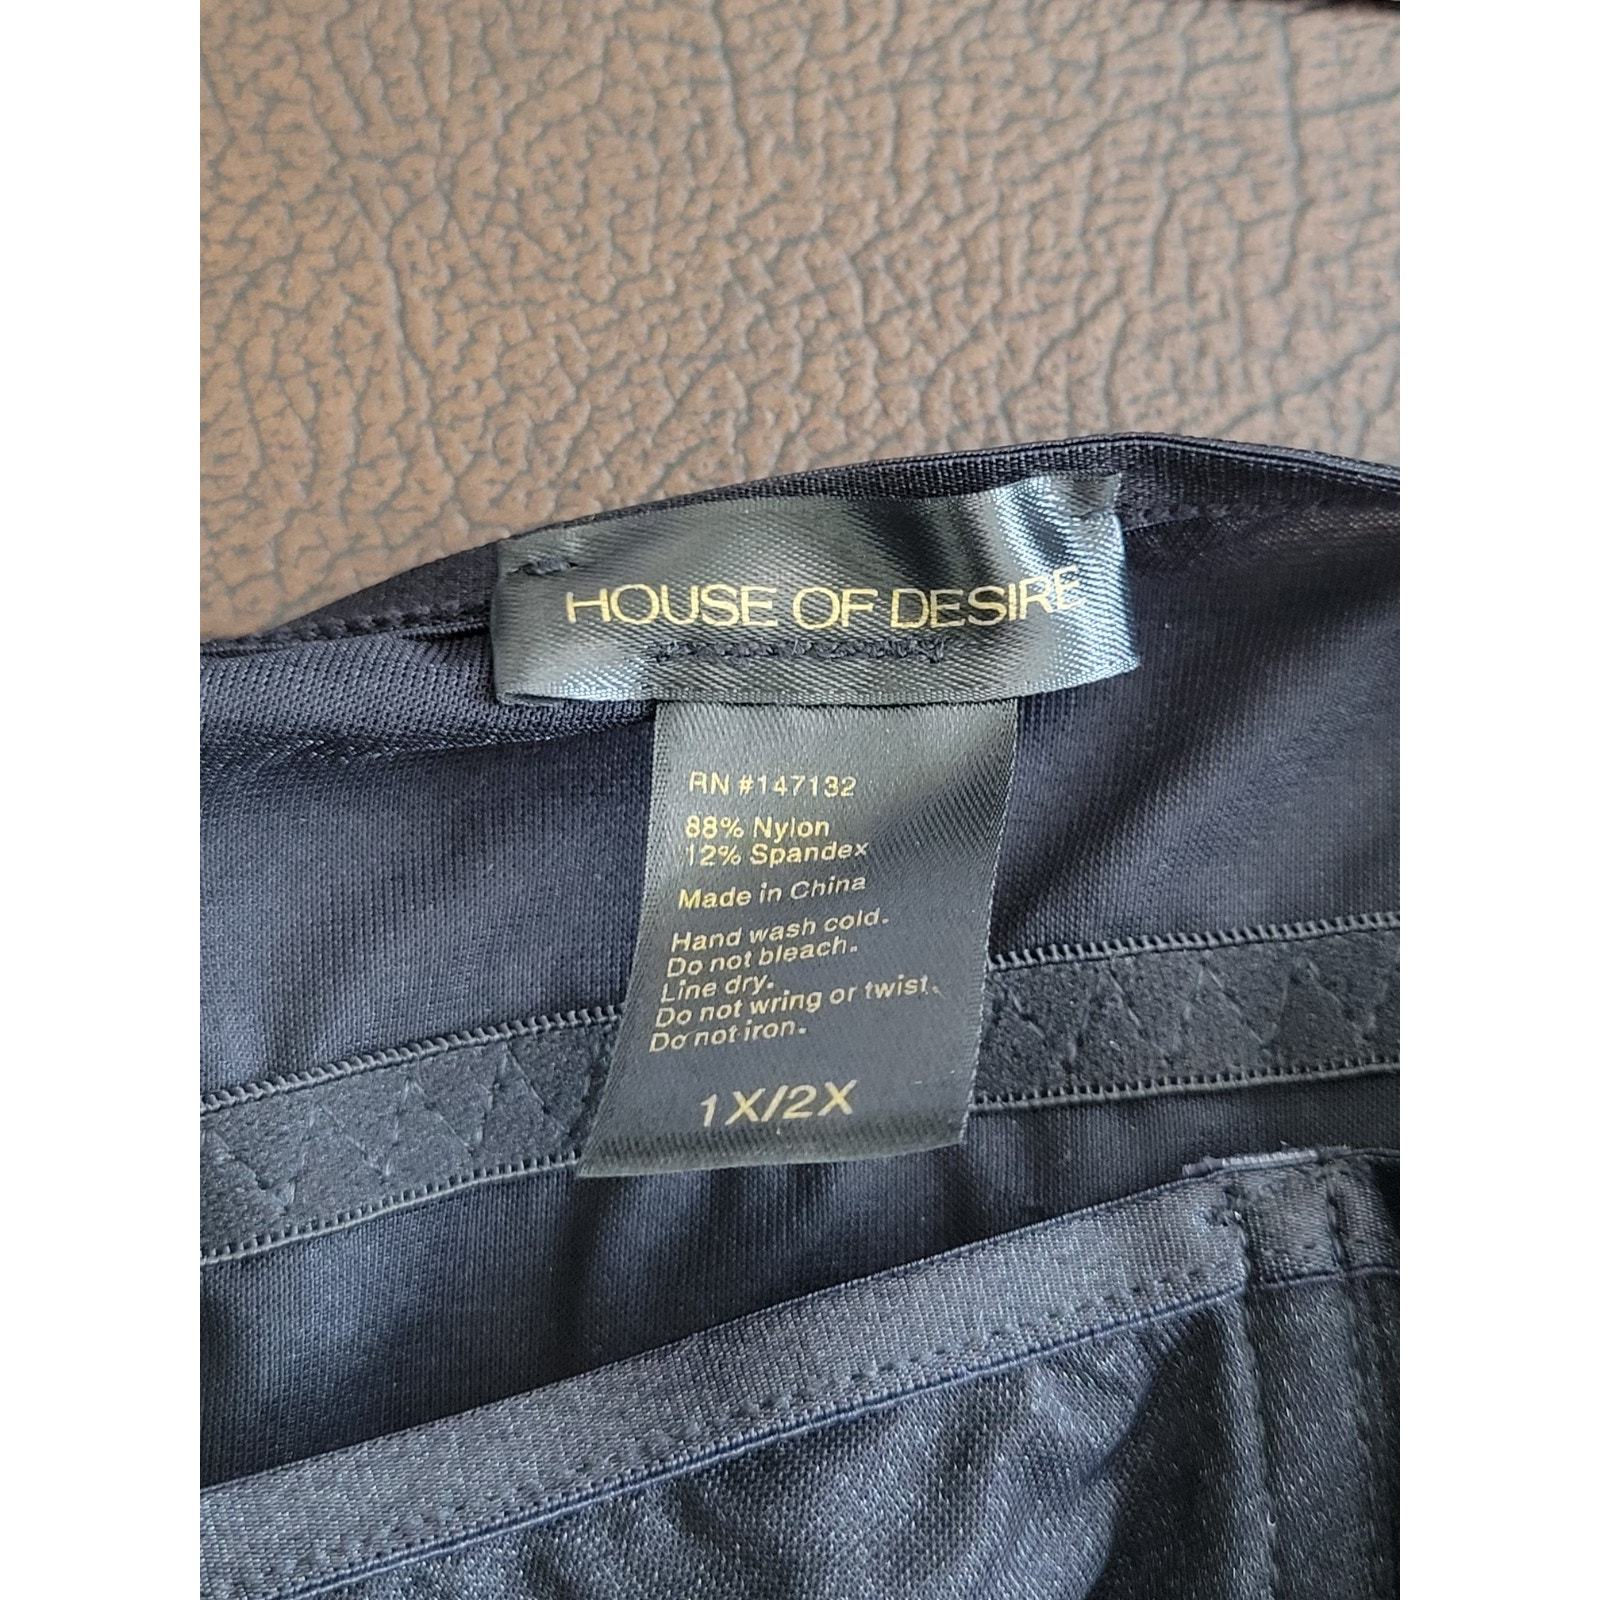 HOUSE OF DESIRE
RN #147132
88% Nylon
12% Spandex
Made in China
Hand wash cold.
Do not bleach.
Line dry.
Do not wring or twist.
Do not iron.
1X/2X